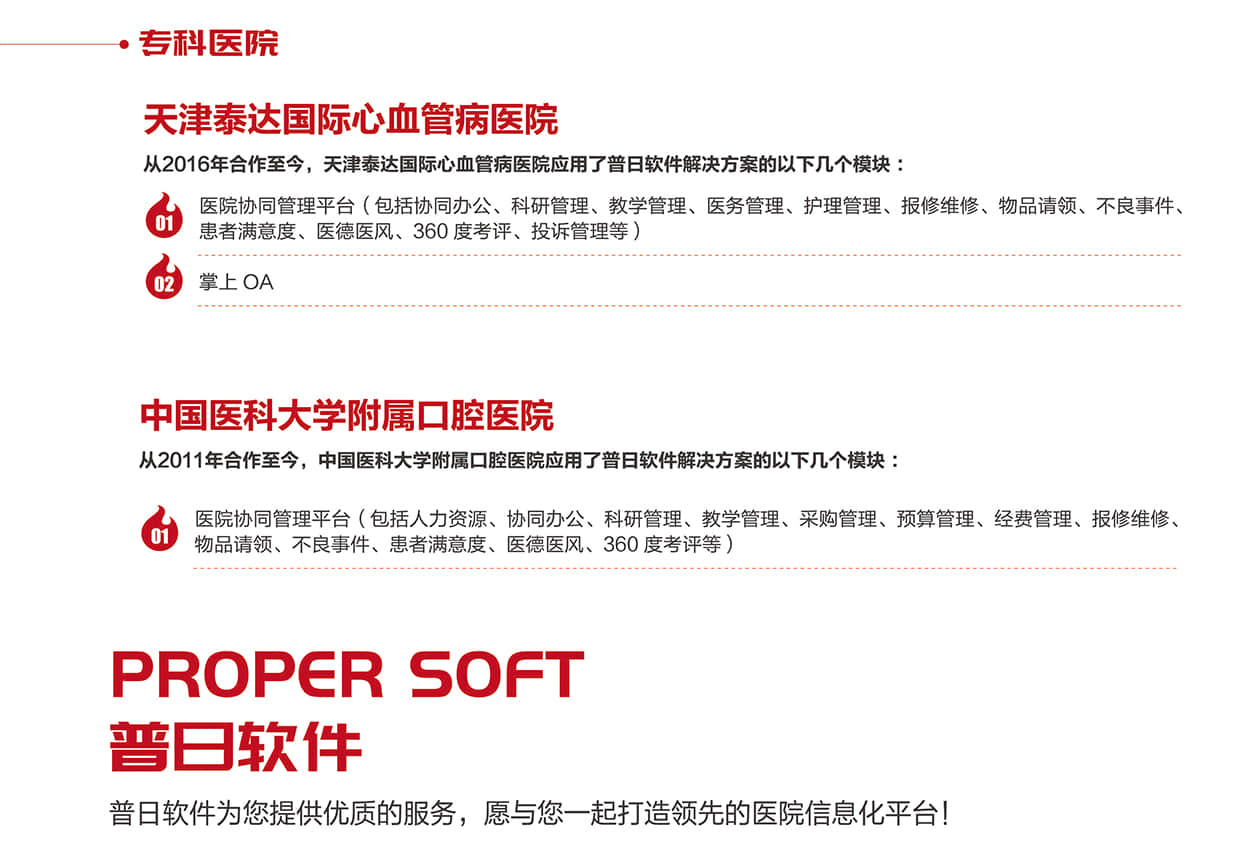 专科医院
天津泰达国际心血管病医院
从2016年合作至今，天津泰达国际心血管病医院应用了普日软件解决方案的以下几个模块：
01
医院协同管理平台（包括协同办公、科研管理、教学管理、医务管理、护理管理、报修维修、物品请领、不良事件、
患者满意度、医德医风、360 度考评、投诉管理等）
02
掌上 OA
中国医科大学附属口腔医院
从2011年合作至今，中国医科大学附属口腔医院应用了普日软件解决方案的以下几个模块：
01
医院协同管理平台（包括人力资源、协同办公、科研管理、教学管理、采购管理、预算管理、经费管理、报修维修、
物品请领、不良事件、患者满意度、医德医风、360 度考评等）
PROPER SOFT
普日软件
普日软件为您提供优质的服务，愿与您一起打造领先的医院信息化平台！